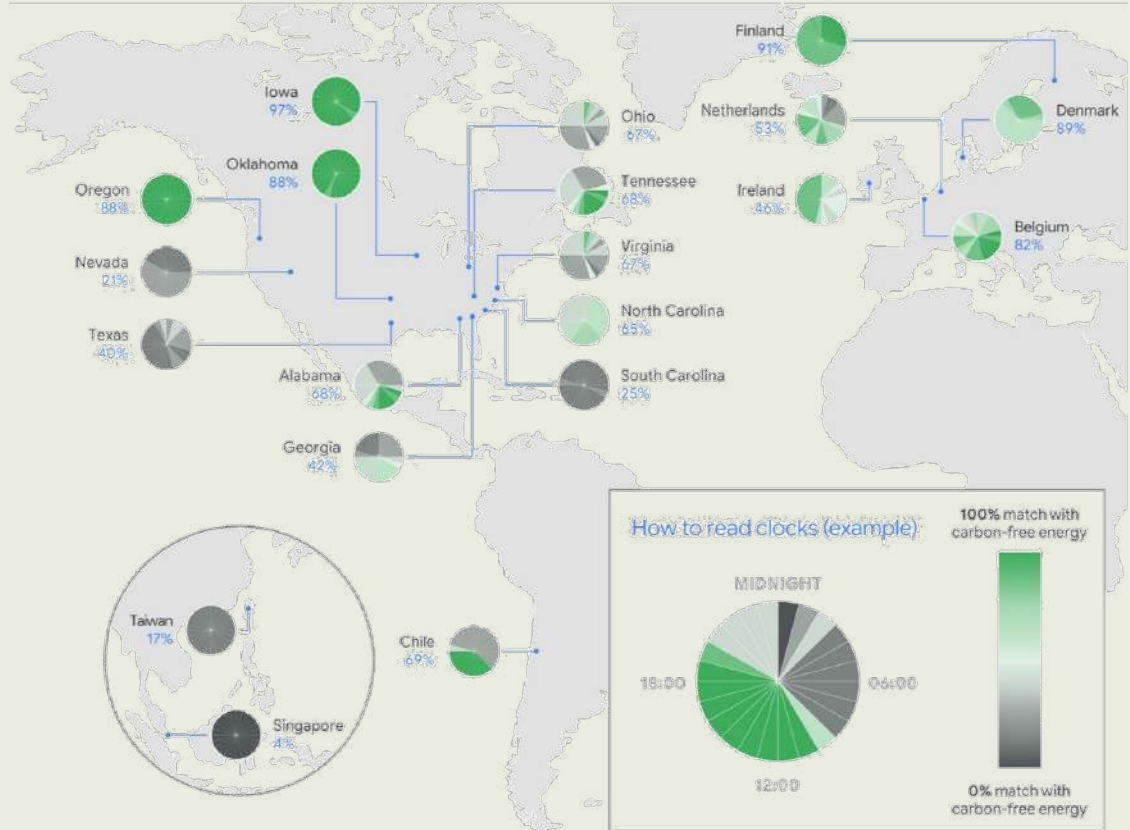 Finland
91%
Iowa
97%
Ohio
67%
Netherlands
53%
Denmark
89%
Oklahoma
88%
Tennessee
68%
Oregon
88%
Ireland
46%
Belgium
82%
Virginia
67%
Nevada
21%
North Carolina
65%
Texas
40%
Alabama
68%
South Carolina
25%
Georgia
42%
Taiwan
17%
Singapore
4%
Chile
69%
How to read clocks (example)
MIDNIGHT
18:00
06:00
12:00
100% match with
carbon-free energy
0% match with
carbon-free energy